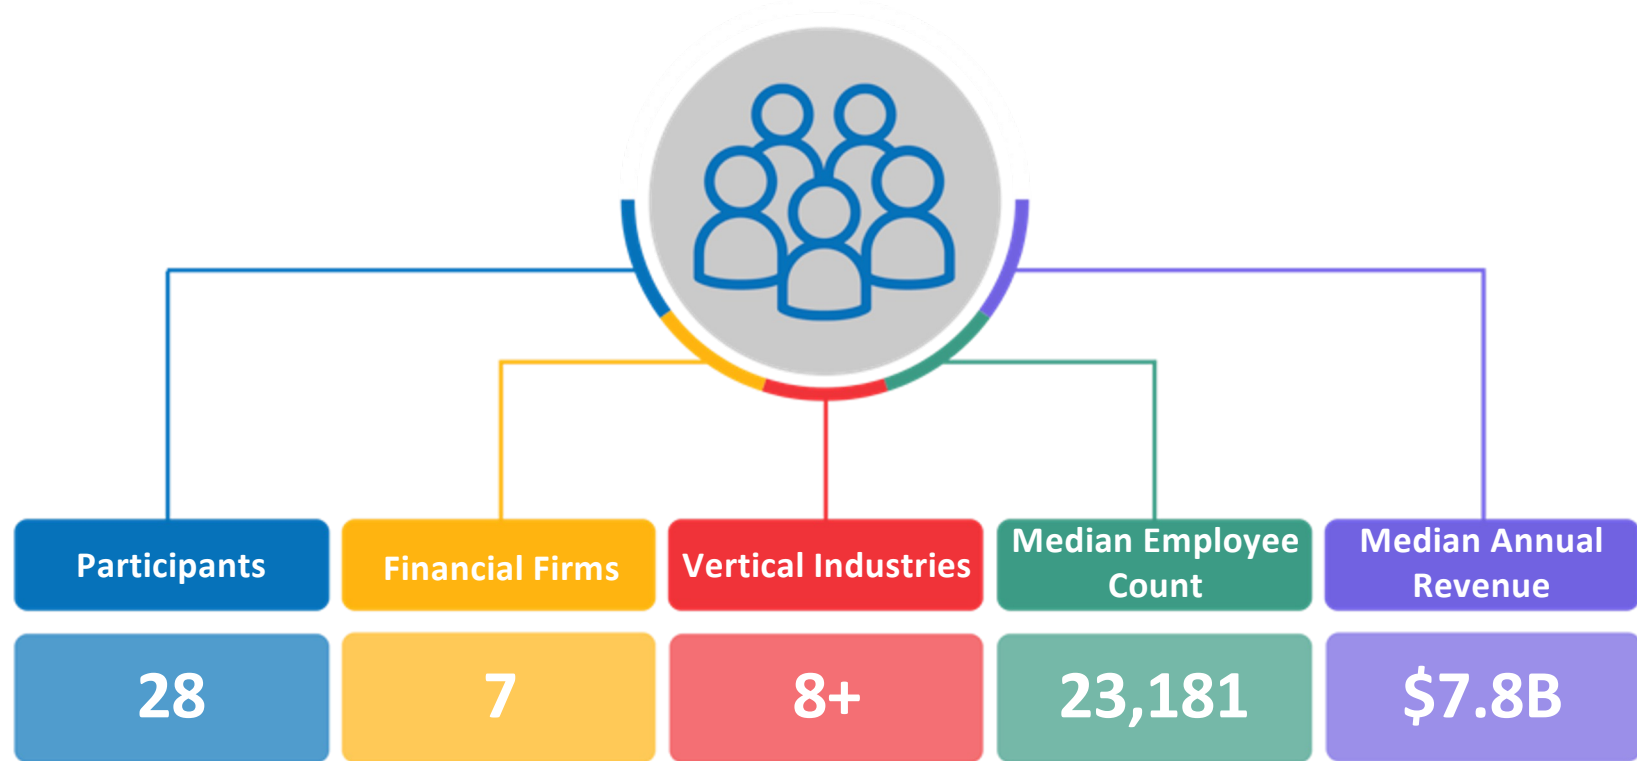 Participants
Financial Firms
Vertical Industries
Median Employee
Count
Median Annual
Revenue
28
7
8+
23,181
$7.8B